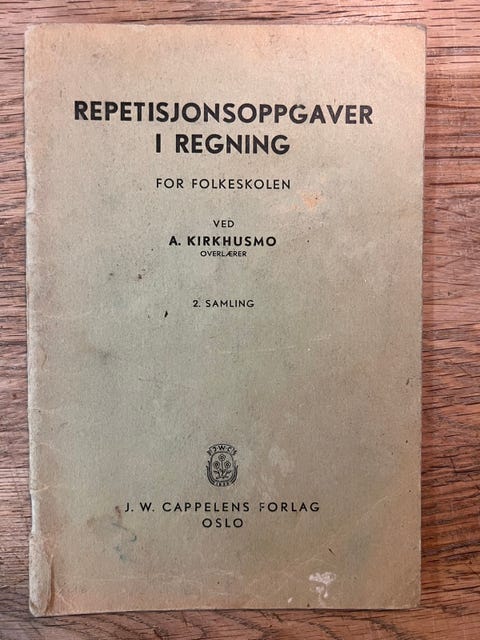 REPETISJONSOPPGAVER
I REGNING
FOR FOLKESKOLEN
VED
A. KIRKHUSMO
OVERLÆRER
2. SAMLING
J. W. CAPPELENS FORLAG
OSLO